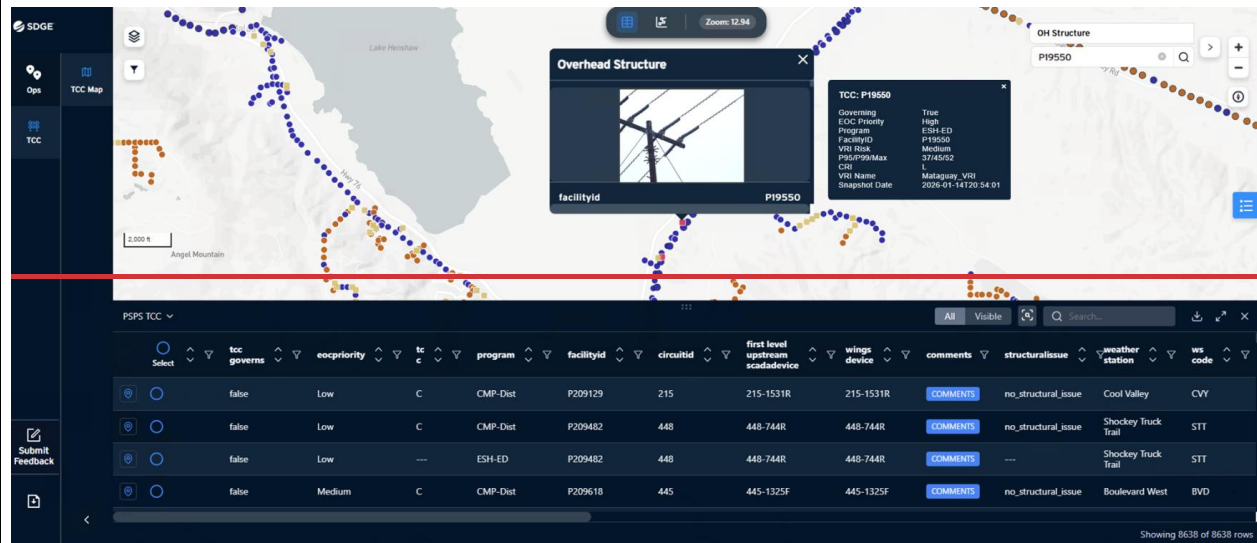 SDGE
Ops
TCC
TCC Map
Submit
Feedback
Lake Henshaw
Hwy 76
Angel Mountain
2,000 ft
Zoom: 12.94
OH Structure
P19550
Overhead Structure
facilityid P19550
TCC: P19550
Governing True
EOC Priority High
Program ESH-ED
FacilityID P19550
VRI Risk Medium
P95/P99/Max 37/45/52
CRI L
VRI Name Mataguay_VRI
Snapshot Date 2026-01-14T20:54:01
PSPS TCC
All Visible Search...
Select tcc governs eocpriority tcc program facilityid circuitid first level upstream scadadevice wings device comments structuralissue weather station ws code
false Low C CMP-Dist P209129 215 215-1531R 215-1531R COMMENTS no_structural_issue Cool Valley CVY
false Low C CMP-Dist P209482 448 448-744R 448-744R COMMENTS no_structural_issue Shockey Truck Trail STT
false Low --- ESH-ED P209482 448 448-744R 448-744R COMMENTS --- Shockey Truck Trail STT
false Medium C CMP-Dist P209618 445 445-1325F 445-1325F COMMENTS no_structural_issue Boulevard West BVD
Showing 8638 of 8638 rows